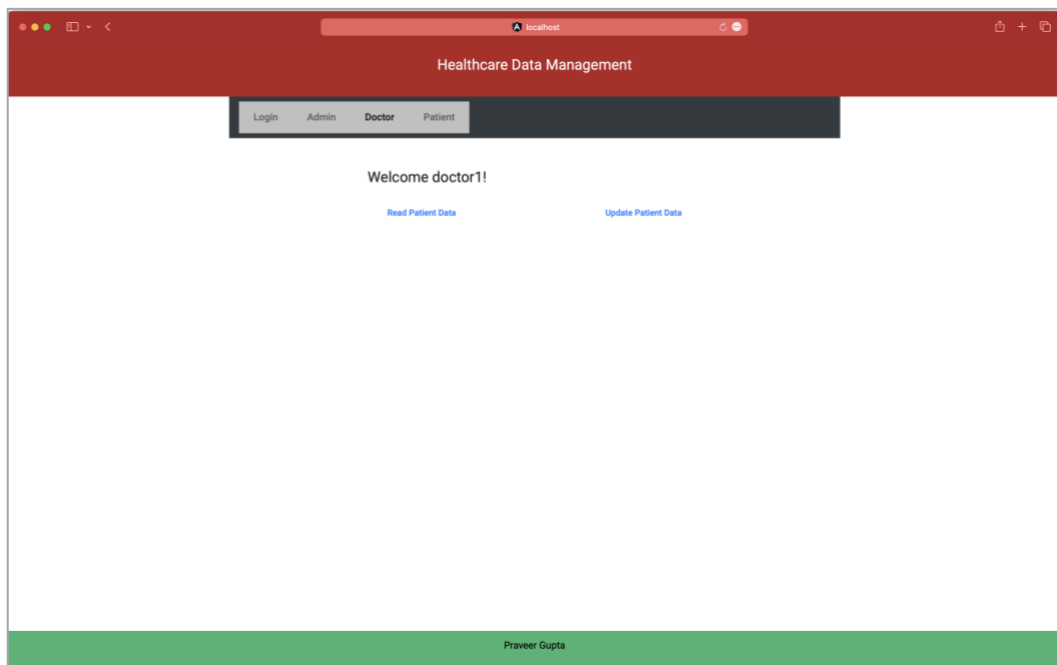 localhost
Healthcare Data Management
Login Admin Doctor Patient
Welcome doctor1!
Read Patient Data Update Patient Data
Praveer Gupta